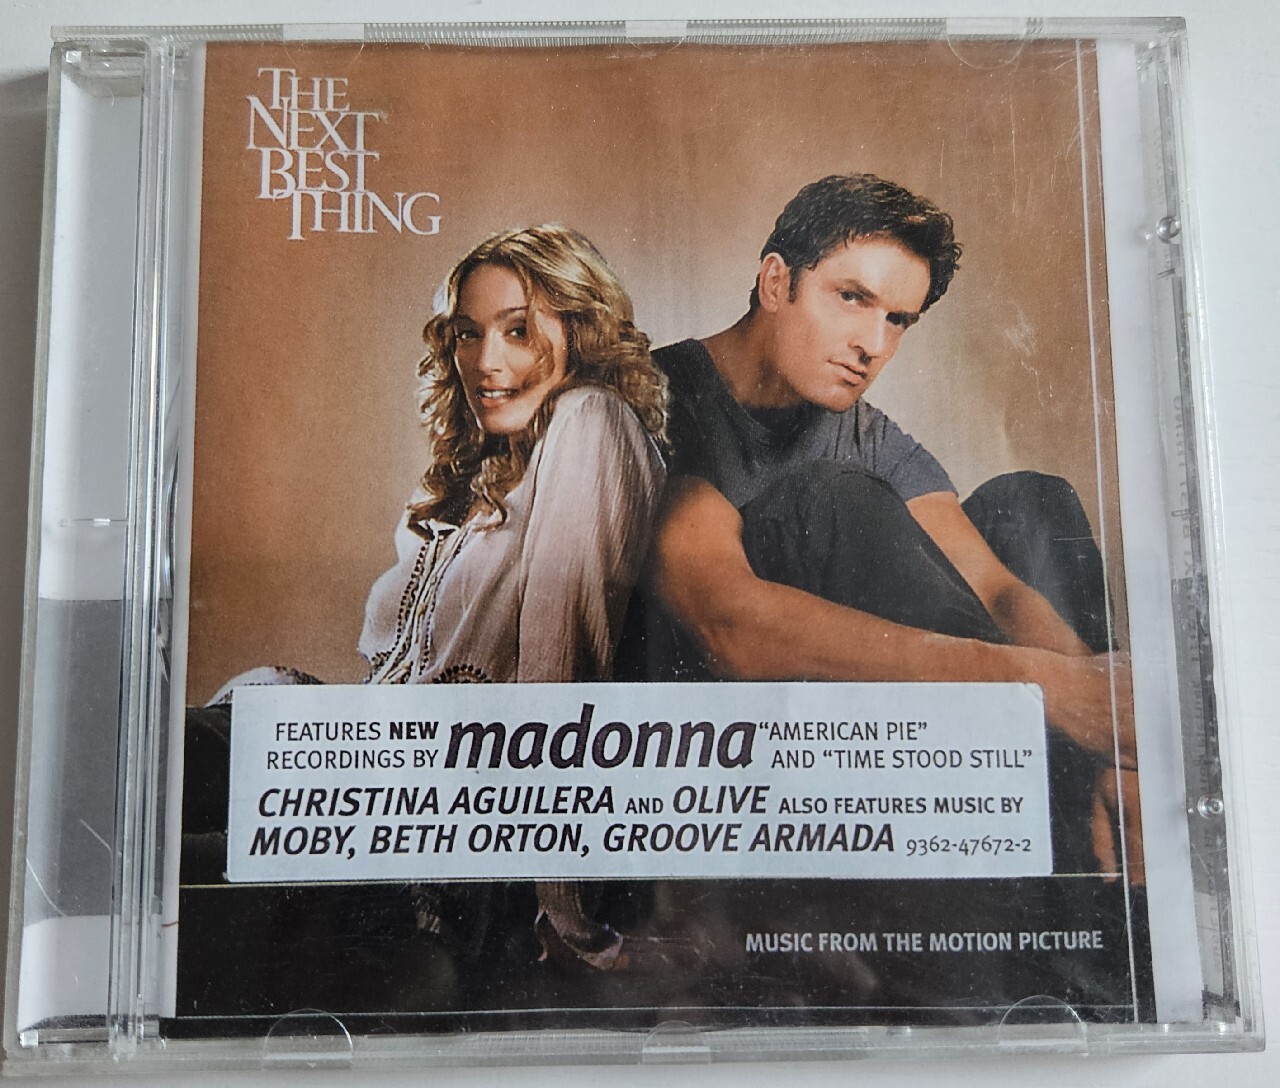 THE
NEXT
BEST
THING
FEATURES NEW
RECORDINGS BY madonna "AMERICAN PIE"
AND "TIME STOOD STILL"
CHRISTINA AGUILERA AND OLIVE ALSO FEATURES MUSIC BY
MOBY, BETH ORTON, GROOVE ARMADA 9362-47672-2
MUSIC FROM THE MOTION PICTURE